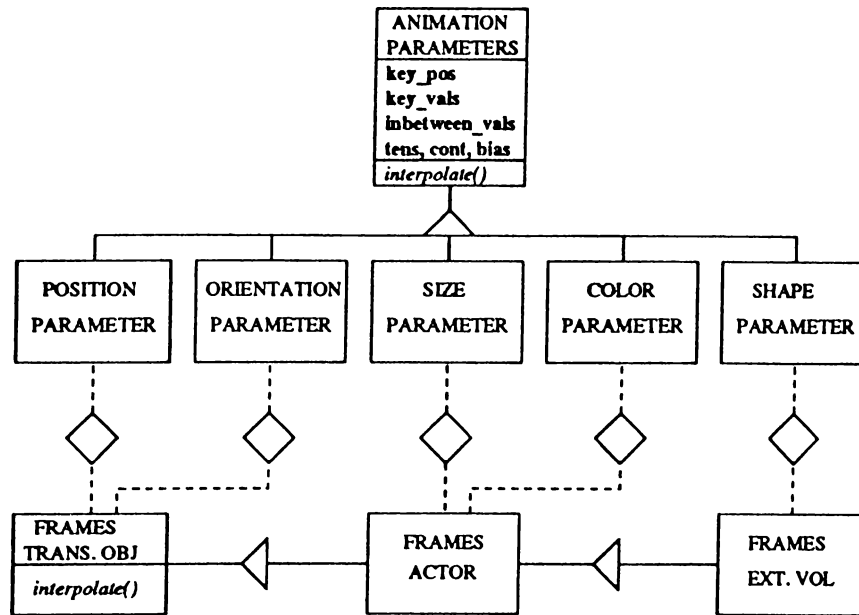 ANIMATION
PARAMETERS
key_pos
key_vals
inbetween_vals
tens, cont, bias
interpolate()
POSITION
PARAMETER
ORIENTATION
PARAMETER
SIZE
PARAMETER
COLOR
PARAMETER
SHAPE
PARAMETER
FRAMES
TRANS. OBJ
interpolate()
FRAMES
ACTOR
FRAMES
EXT. VOL